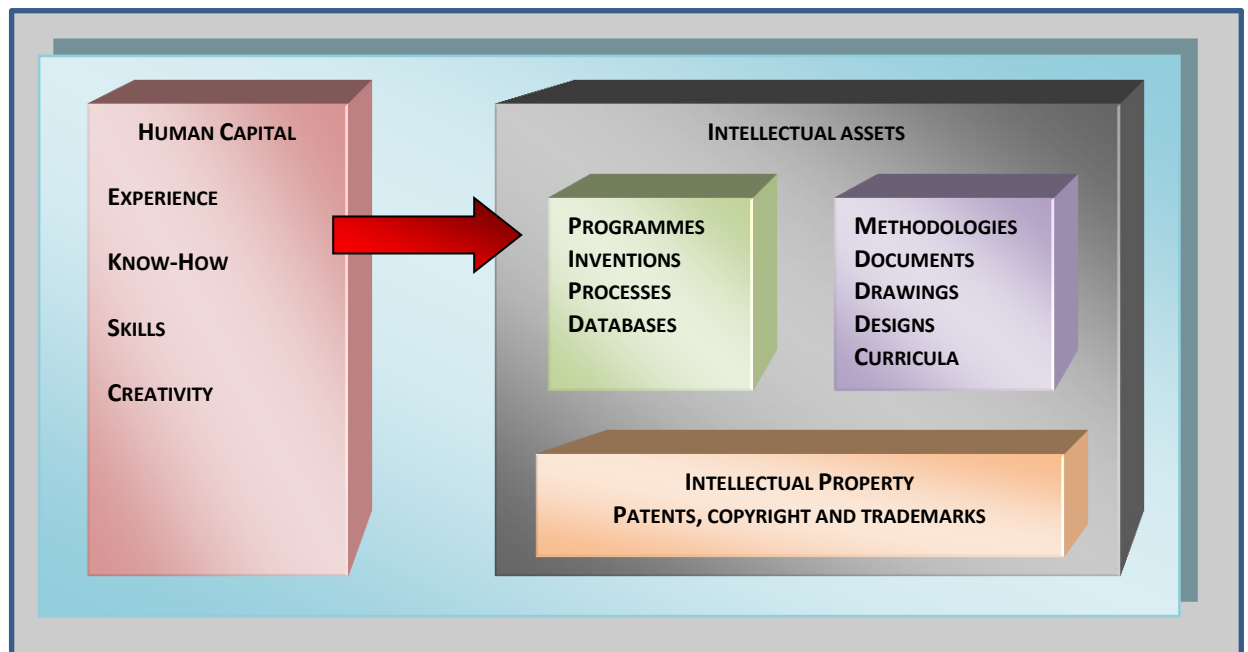 HUMAN CAPITAL
EXPERIENCE
KNOW-HOW
SKILLS
CREATIVITY
INTELLECTUAL ASSETS
PROGRAMMES
INVENTIONS
PROCESSES
DATABASES
METHODOLOGIES
DOCUMENTS
DRAWINGS
DESIGNS
CURRICULA
INTELLECTUAL PROPERTY
PATENTS, COPYRIGHT AND TRADEMARKS